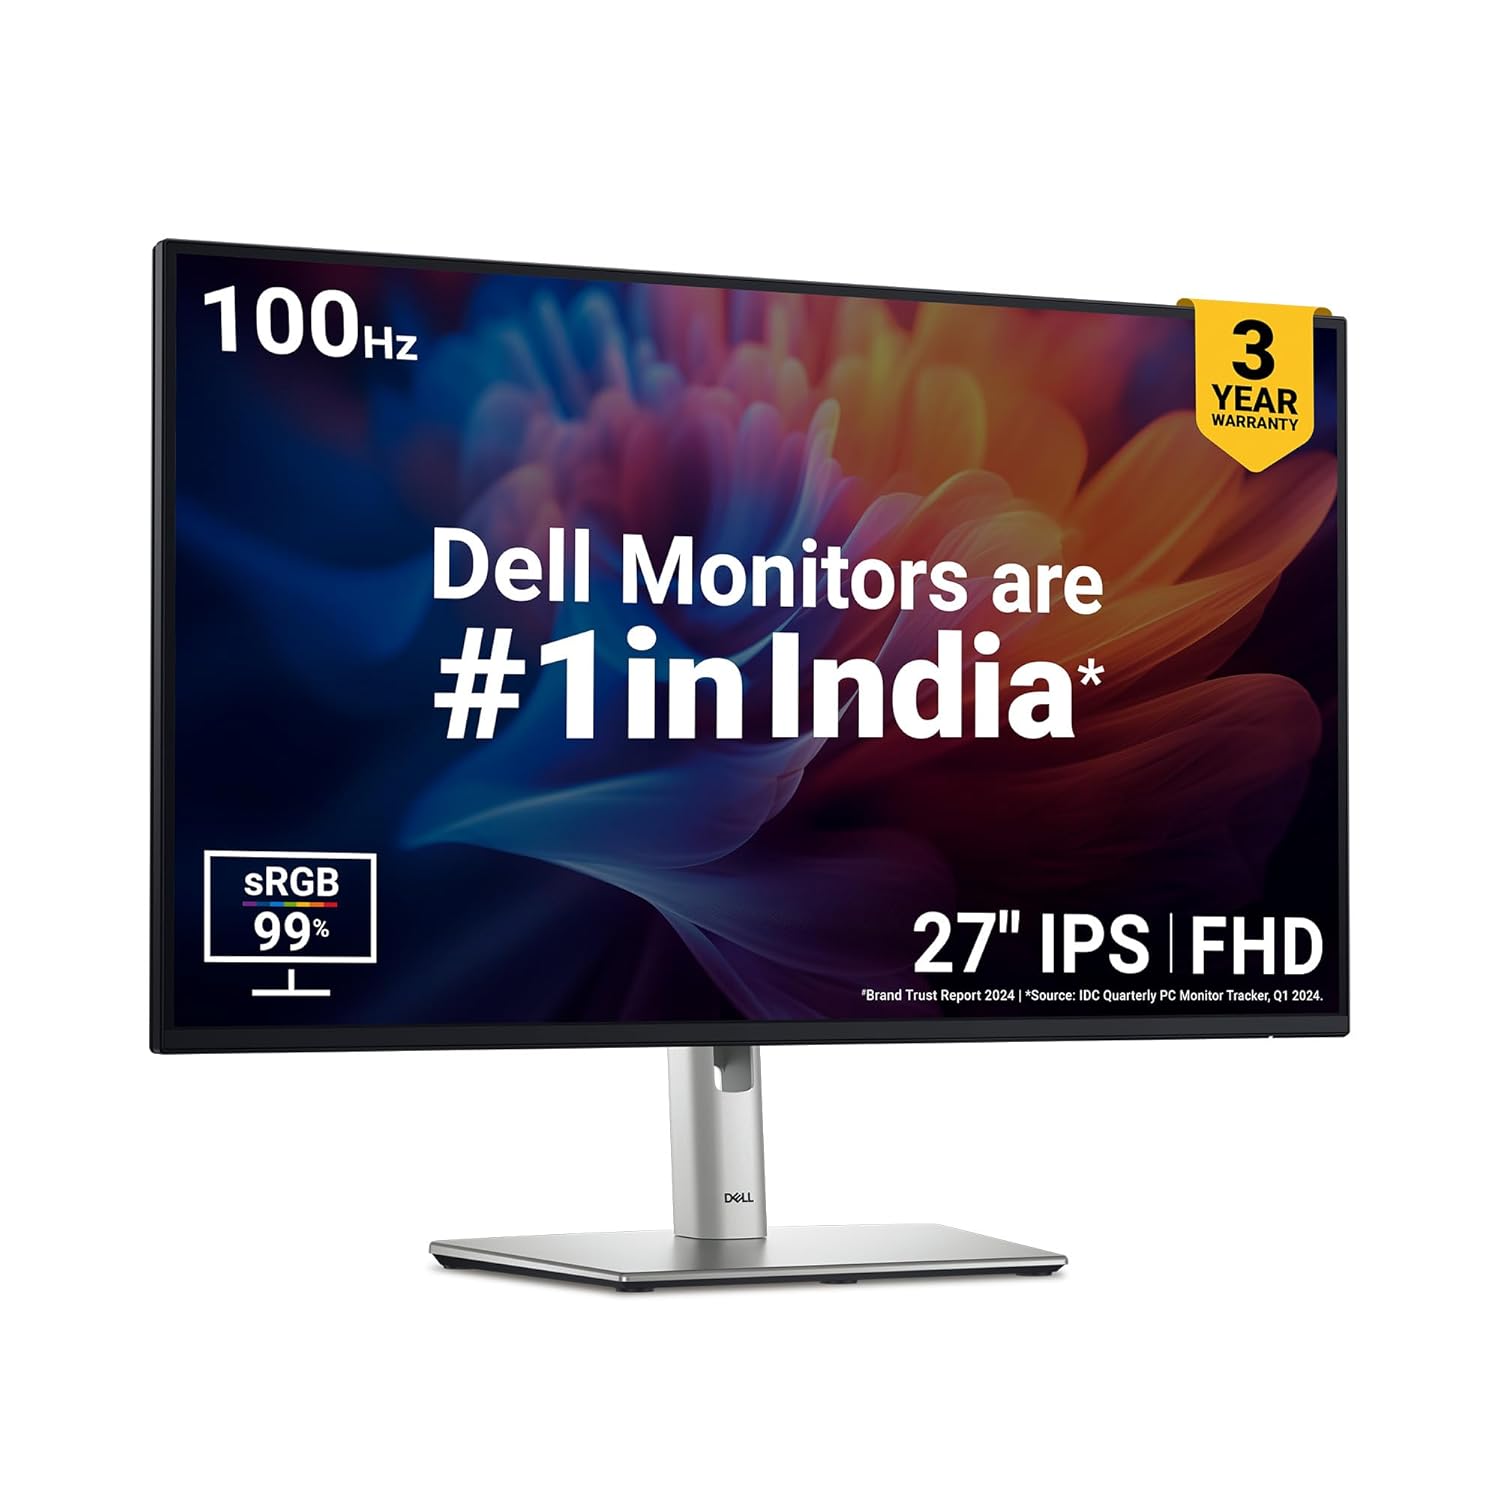 100Hz
3
YEAR
WARRANTY
Dell Monitors are
#1 in India*
sRGB
99%
27" IPS | FHD
#Brand Trust Report 2024 | *Source: IDC Quarterly PC Monitor Tracker, Q1 2024.
DELL